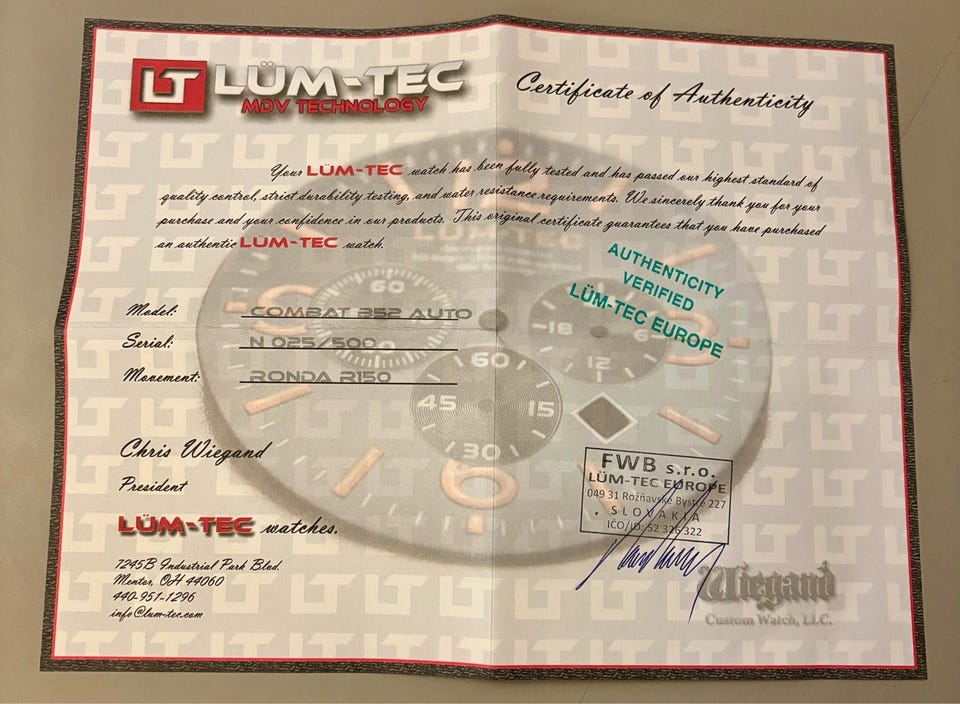 LT LÜM-TEC
MDV TECHNOLOGY
Certificate of Authenticity
Your LÜM-TEC watch has been fully tested and has passed our highest standard of
quality control, strict durability testing, and water resistance requirements. We sincerely thank you for your
purchase and your confidence in our products. This original certificate guarantees that you have purchased
an authentic LÜM-TEC watch.
AUTHENTICITY
VERIFIED
LÜM-TEC EUROPE
Model: COMBAT B52 AUTO
Serial: N 025/500
Movement: RONDA R150
60
18
6
12
60
45
15
30
6
Chris Wiegand
President
LÜM-TEC watches.
7245B Industrial Park Blvd.
Mentor, OH 44060
440-951-1296
info@lum-tec.com
FWB s.r.o.
LÜM-TEC EUROPE
049 31 Rožňavské Bystré 227
SLOVAKIA
IČO/ID: 52 326 322
Wiegand
Custom Watch, LLC.